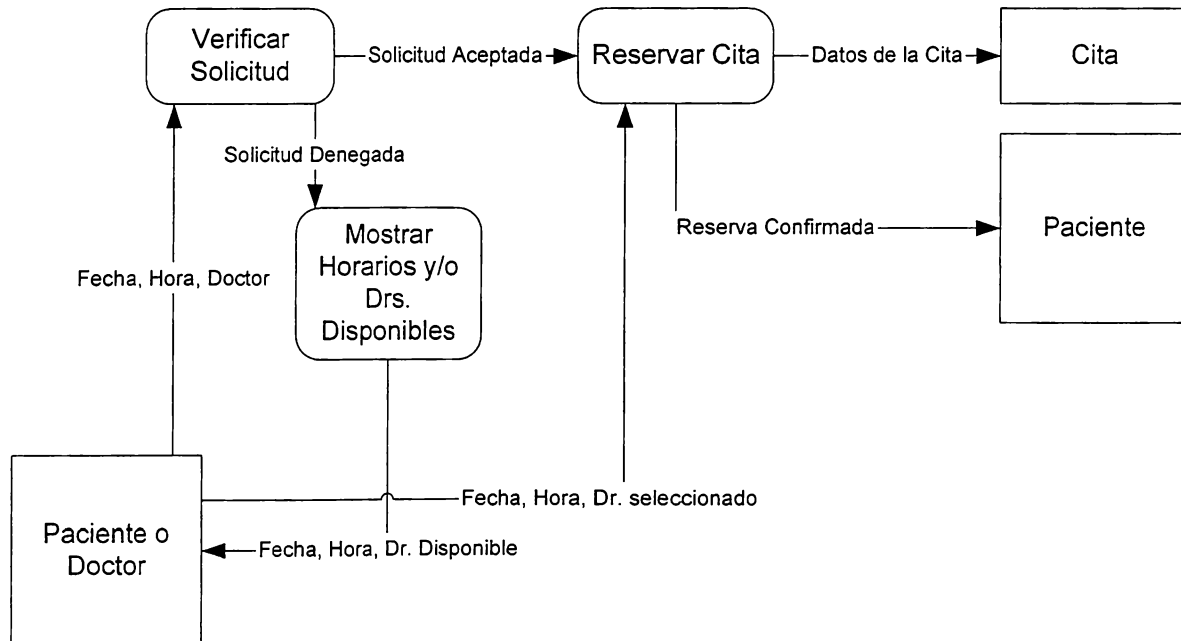 Verificar
Solicitud
Solicitud Aceptada
Reservar Cita
Datos de la Cita
Cita
Solicitud Denegada
Mostrar
Horarios y/o
Drs.
Disponibles
Reserva Confirmada
Paciente
Fecha, Hora, Doctor
Fecha, Hora, Dr. seleccionado
Paciente o
Doctor
Fecha, Hora, Dr. Disponible